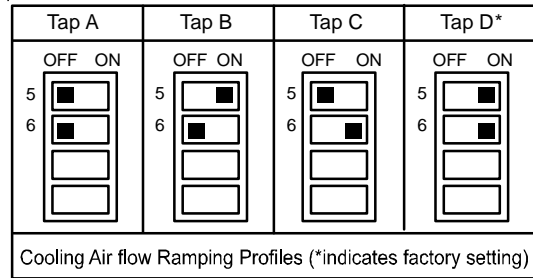 Tap A Tap B Tap C Tap D*
OFF ON OFF ON OFF ON OFF ON
5 5 5 5
6 6 6 6
Cooling Air flow Ramping Profiles (*indicates factory setting)